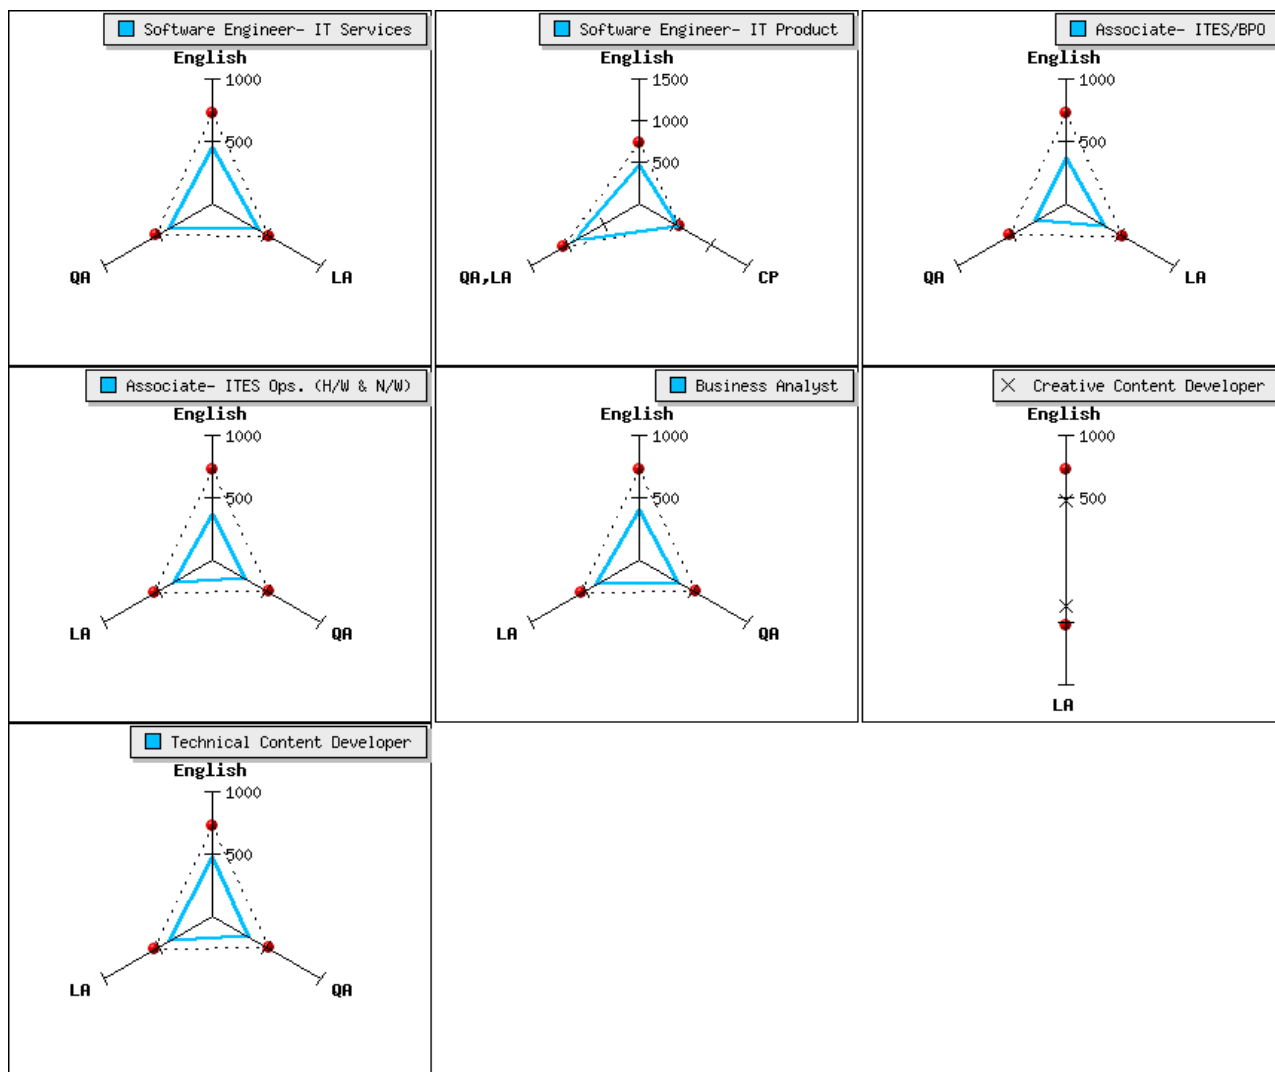 Software Engineer- IT Services
English
1000
500
QA
LA
Software Engineer- IT Product
English
1500
1000
500
QA,LA
CP
Associate- ITES/BPO
English
1000
500
QA
LA
Associate- ITES Ops. (H/W & N/W)
English
1000
500
LA
QA
Business Analyst
English
1000
500
LA
QA
Creative Content Developer
English
1000
500
LA
Technical Content Developer
English
1000
500
LA
QA